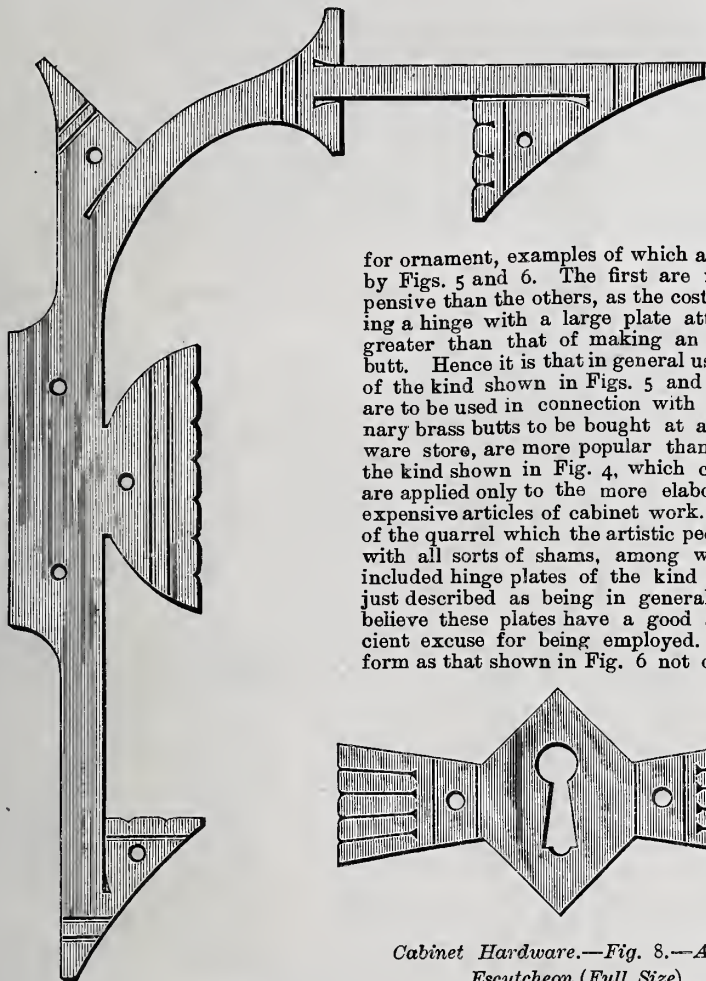 for ornament, examples of which a
by Figs. 5 and 6. The first are
pensive than the others, as the cost
ing a hinge with a large plate att
greater than that of making an
butt. Hence it is that in general us
of the kind shown in Figs. 5 and
are to be used in connection with
nary brass butts to be bought at a
ware store, are more popular than
the kind shown in Fig. 4, which c
are applied only to the more elabo
expensive articles of cabinet work.
of the quarrel which the artistic peo
with all sorts of shams, among w
included hinge plates of the kind
just described as being in general
believe these plates have a good
cient excuse for being employed.
form as that shown in Fig. 6 not o
Cabinet Hardware.—Fig. 8.—A
Escutcheon (Full Size)